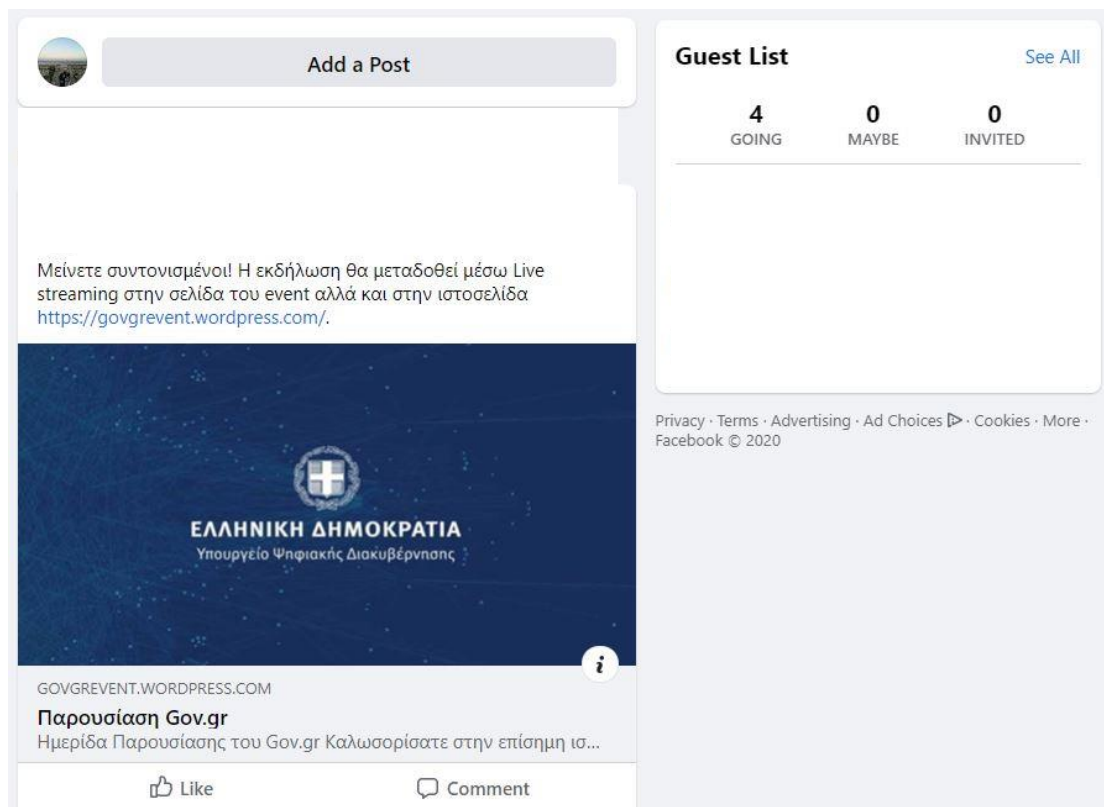 Add a Post
Μείνετε συντονισμένοι! Η εκδήλωση θα μεταδοθεί μέσω Live
streaming στην σελίδα του event αλλά και στην ιστοσελίδα
https://govgrevent.wordpress.com/.
ΕΛΛΗΝΙΚΗ ΔΗΜΟΚΡΑΤΙΑ
Υπουργείο Ψηφιακής Διακυβέρνησης
i
GOVGREVENT.WORDPRESS.COM
Παρουσίαση Gov.gr
Ημερίδα Παρουσίασης του Gov.gr Καλωσορίσατε στην επίσημη ισ...
Like Comment
Guest List See All
4 0 0
GOING MAYBE INVITED
Privacy · Terms · Advertising · Ad Choices · Cookies · More ·
Facebook © 2020